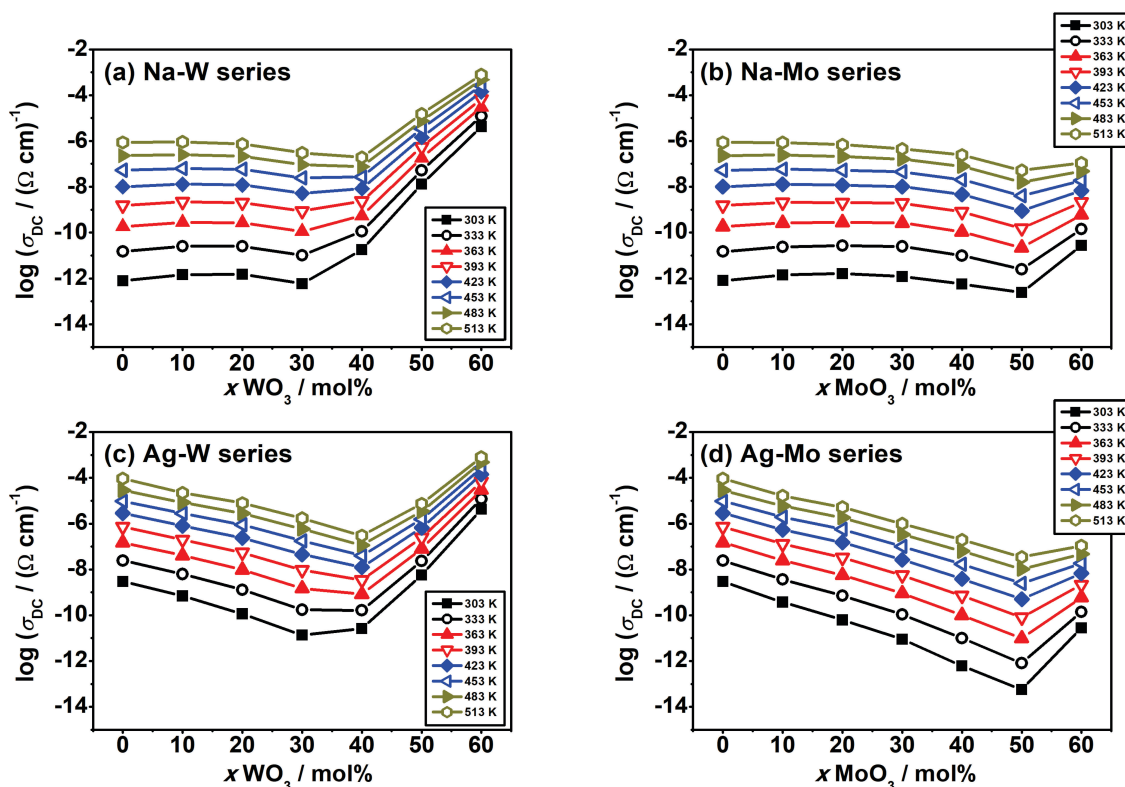 (a) Na-W series
log (σDC / (Ω cm)-1
-2
-4
-6
-8
-10
-12
-14
0 10 20 30 40 50 60
x WO3 / mol%
303 K
333 K
363 K
393 K
423 K
453 K
483 K
513 K
(b) Na-Mo series
log (σDC / (Ω cm)-1
-2
-4
-6
-8
-10
-12
-14
0 10 20 30 40 50 60
x MoO3 / mol%
303 K
333 K
363 K
393 K
423 K
453 K
483 K
513 K
(c) Ag-W series
log (σDC / (Ω cm)-1
-2
-4
-6
-8
-10
-12
-14
0 10 20 30 40 50 60
x WO3 / mol%
303 K
333 K
363 K
393 K
423 K
453 K
483 K
513 K
(d) Ag-Mo series
log (σDC / (Ω cm)-1
-2
-4
-6
-8
-10
-12
-14
0 10 20 30 40 50 60
x MoO3 / mol%
303 K
333 K
363 K
393 K
423 K
453 K
483 K
513 K